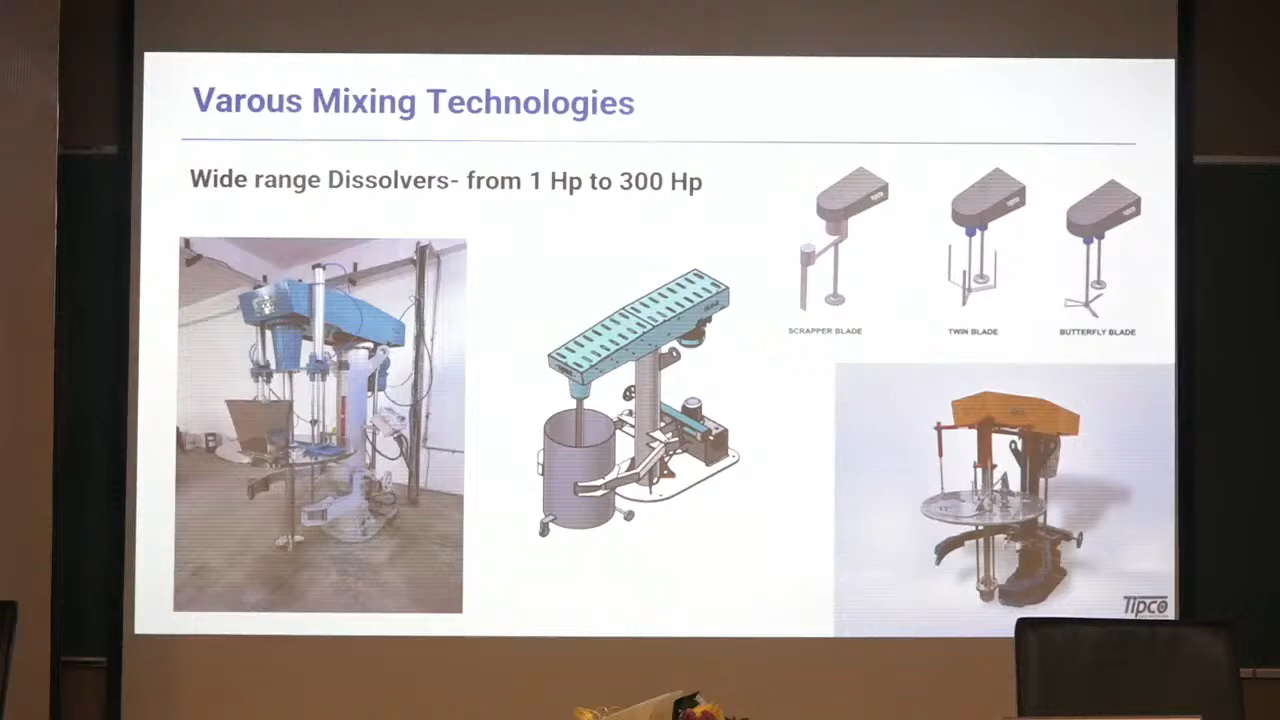 Varous Mixing Technologies
Wide range Dissolvers- from 1 Hp to 300 Hp
SCRAPPER BLADE
TWIN BLADE
BUTTERFLY BLADE
Tipco